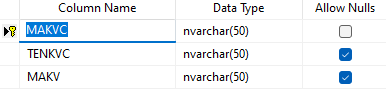 Column Name Data Type Allow Nulls
MAKVC nvarchar(50)
TENKVC nvarchar(50)
MAKV nvarchar(50)